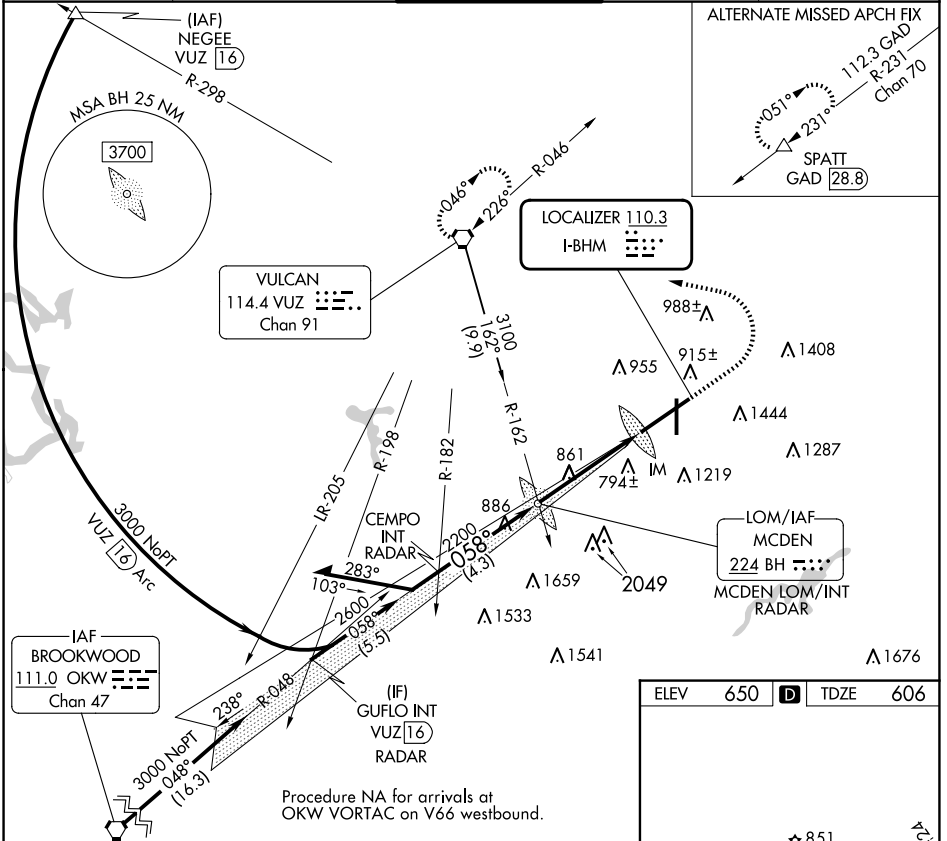 (IAF)
NEGEE
VUZ 16
R-298
MSA BH 25 NM
3700
ALTERNATE MISSED APCH FIX
112.3 GAD
R-231
Chan 70
051°
231°
SPATT
GAD 28.8
R-046
046°
226°
LOCALIZER 110.3
I-BHM
VULCAN
114.4 VUZ
Chan 91
3100
162°
(9.9)
R-162
988±
955
915±
1408
1444
1287
1219
IM
794±
861
886
2049
1659
1533
1541
1676
LR-205
R-198
R-182
CEMPO
INT
RADAR
283°
103°
2200
058°
(4.3)
2600
058°
(5.5)
LOM/IAF
MCDEN
224 BH
MCDEN LOM/INT
RADAR
3000 NoPT
VUZ 16 Arc
IAF
BROOKWOOD
111.0 OKW
Chan 47
238°
R-048
3000 NoPT
048°
(16.3)
(IF)
GUFLO INT
VUZ 16
RADAR
Procedure NA for arrivals at
OKW VORTAC on V66 westbound.
ELEV 650 D TDZE 606
851